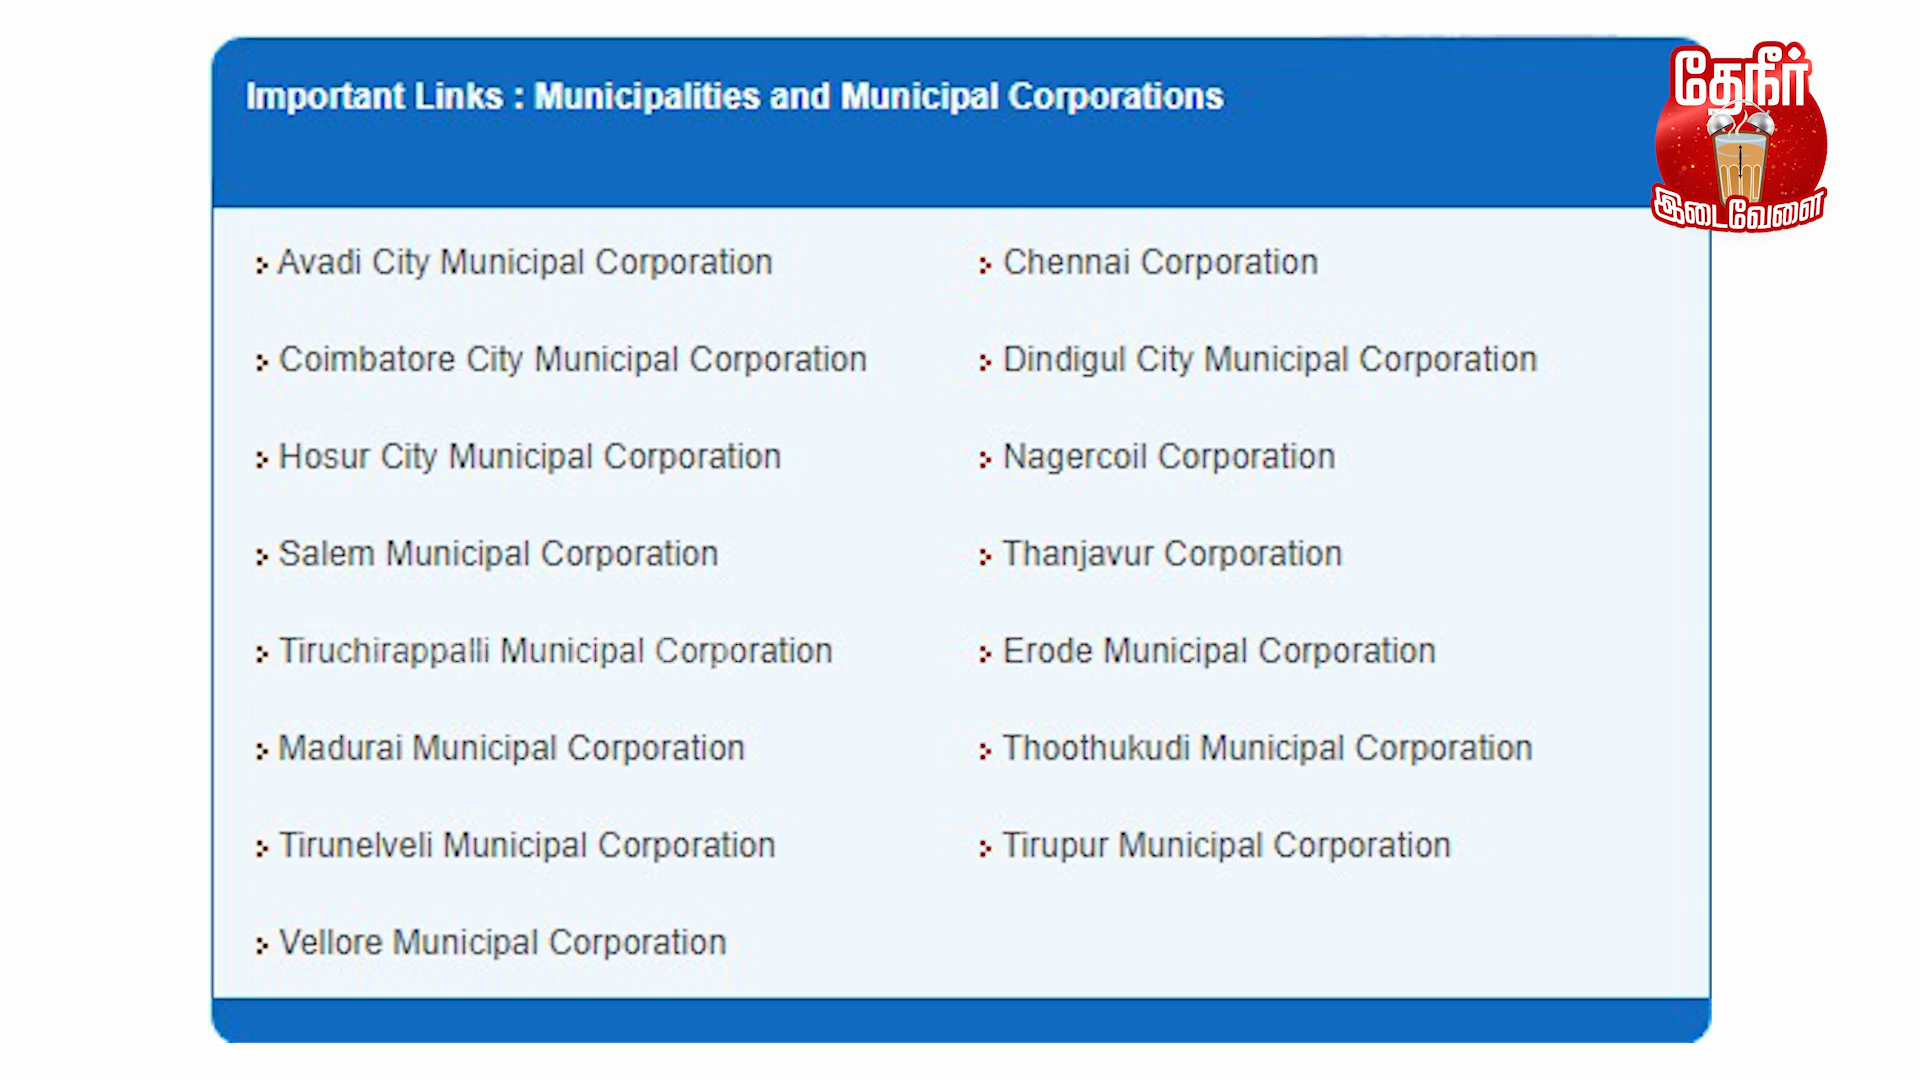 Important Links : Municipalities and Municipal Corporations
தேநீர்
இடைவேளை
Avadi City Municipal Corporation
Chennai Corporation
Coimbatore City Municipal Corporation
Dindigul City Municipal Corporation
Hosur City Municipal Corporation
Nagercoil Corporation
Salem Municipal Corporation
Thanjavur Corporation
Tiruchirappalli Municipal Corporation
Erode Municipal Corporation
Madurai Municipal Corporation
Thoothukudi Municipal Corporation
Tirunelveli Municipal Corporation
Tirupur Municipal Corporation
Vellore Municipal Corporation